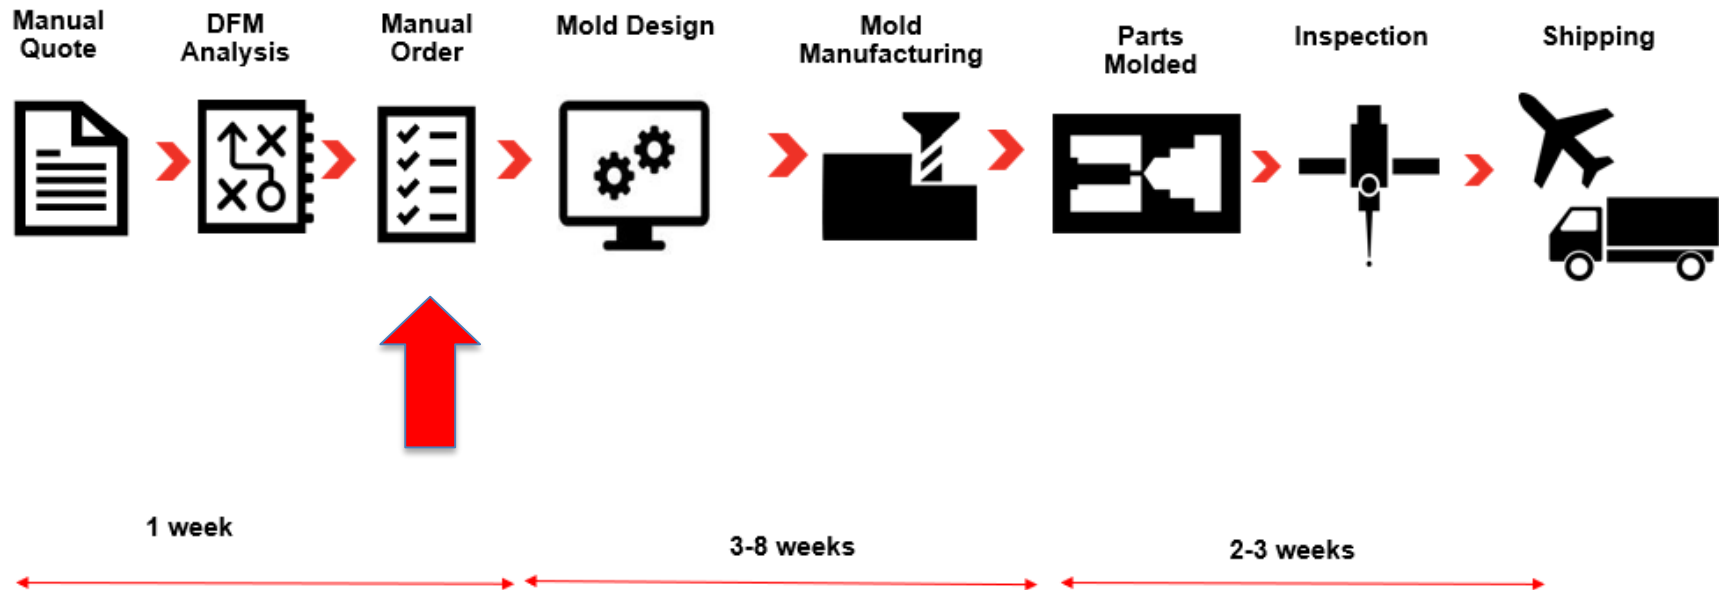 Manual
Quote
DFM
Analysis
Manual
Order
Mold Design
Mold
Manufacturing
Parts
Molded
Inspection
Shipping
1 week
3-8 weeks
2-3 weeks